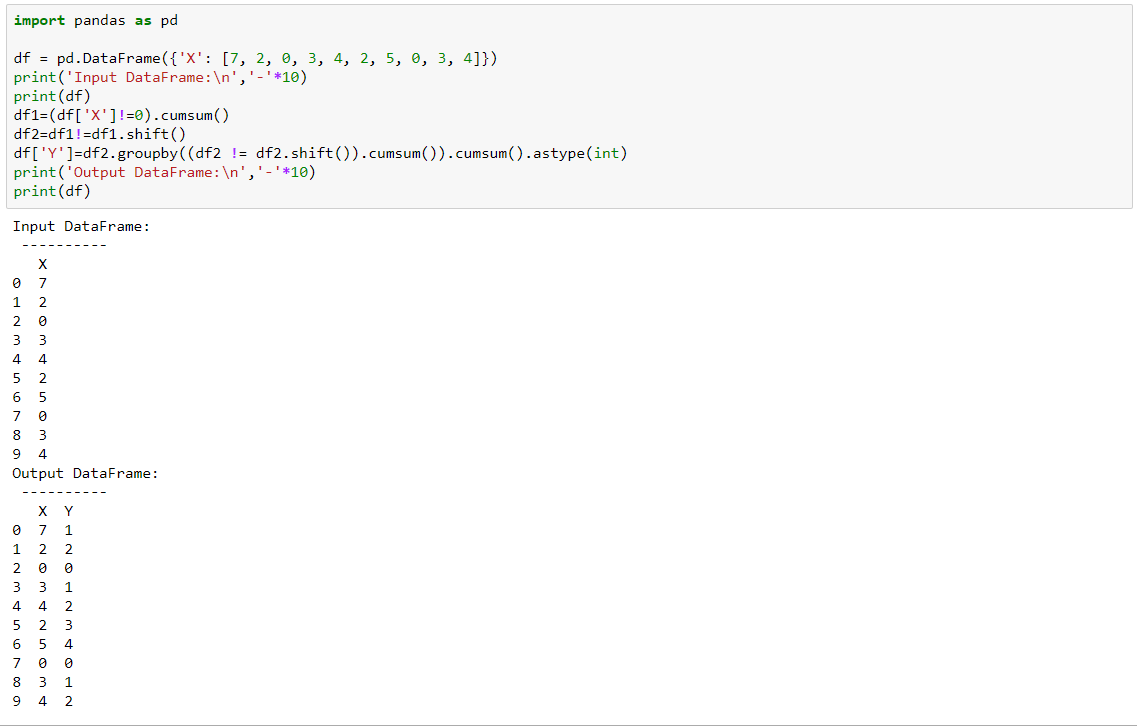 import pandas as pd
df = pd.DataFrame({'X': [7, 2, 0, 3, 4, 2, 5, 0, 3, 4]})
print('Input DataFrame:\n','-'*10)
print(df)
df1=(df['X']!=0).cumsum()
df2=df1!=df1.shift()
df['Y']=df2.groupby((df2 != df2.shift()).cumsum()).cumsum().astype(int)
print('Output DataFrame:\n','-'*10)
print(df)
Input DataFrame:
 ----------
   X
0  7
1  2
2  0
3  3
4  4
5  2
6  5
7  0
8  3
9  4
Output DataFrame:
 ----------
   X  Y
0  7  1
1  2  2
2  0  0
3  3  1
4  4  2
5  2  3
6  5  4
7  0  0
8  3  1
9  4  2